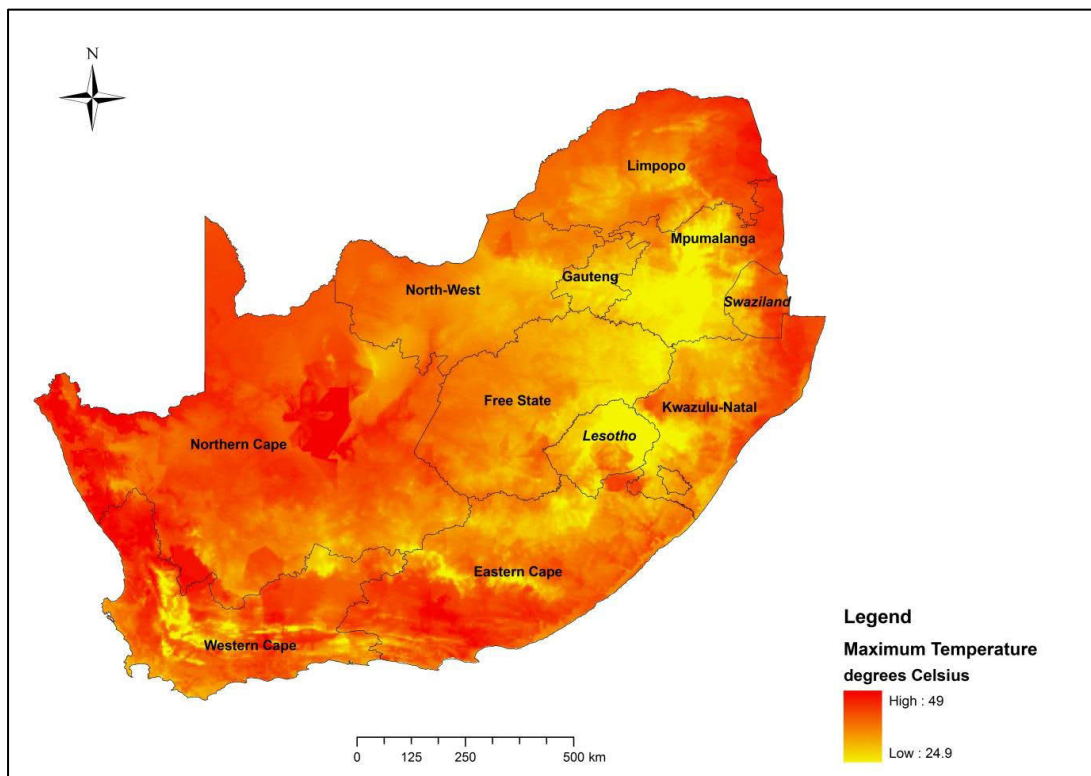 N
Limpopo
Mpumalanga
Gauteng
North-West
Swaziland
Free State
Kwazulu-Natal
Lesotho
Northern Cape
Eastern Cape
Western Cape
Legend
Maximum Temperature
degrees Celsius
High : 49
Low : 24.9
0 125 250 500 km